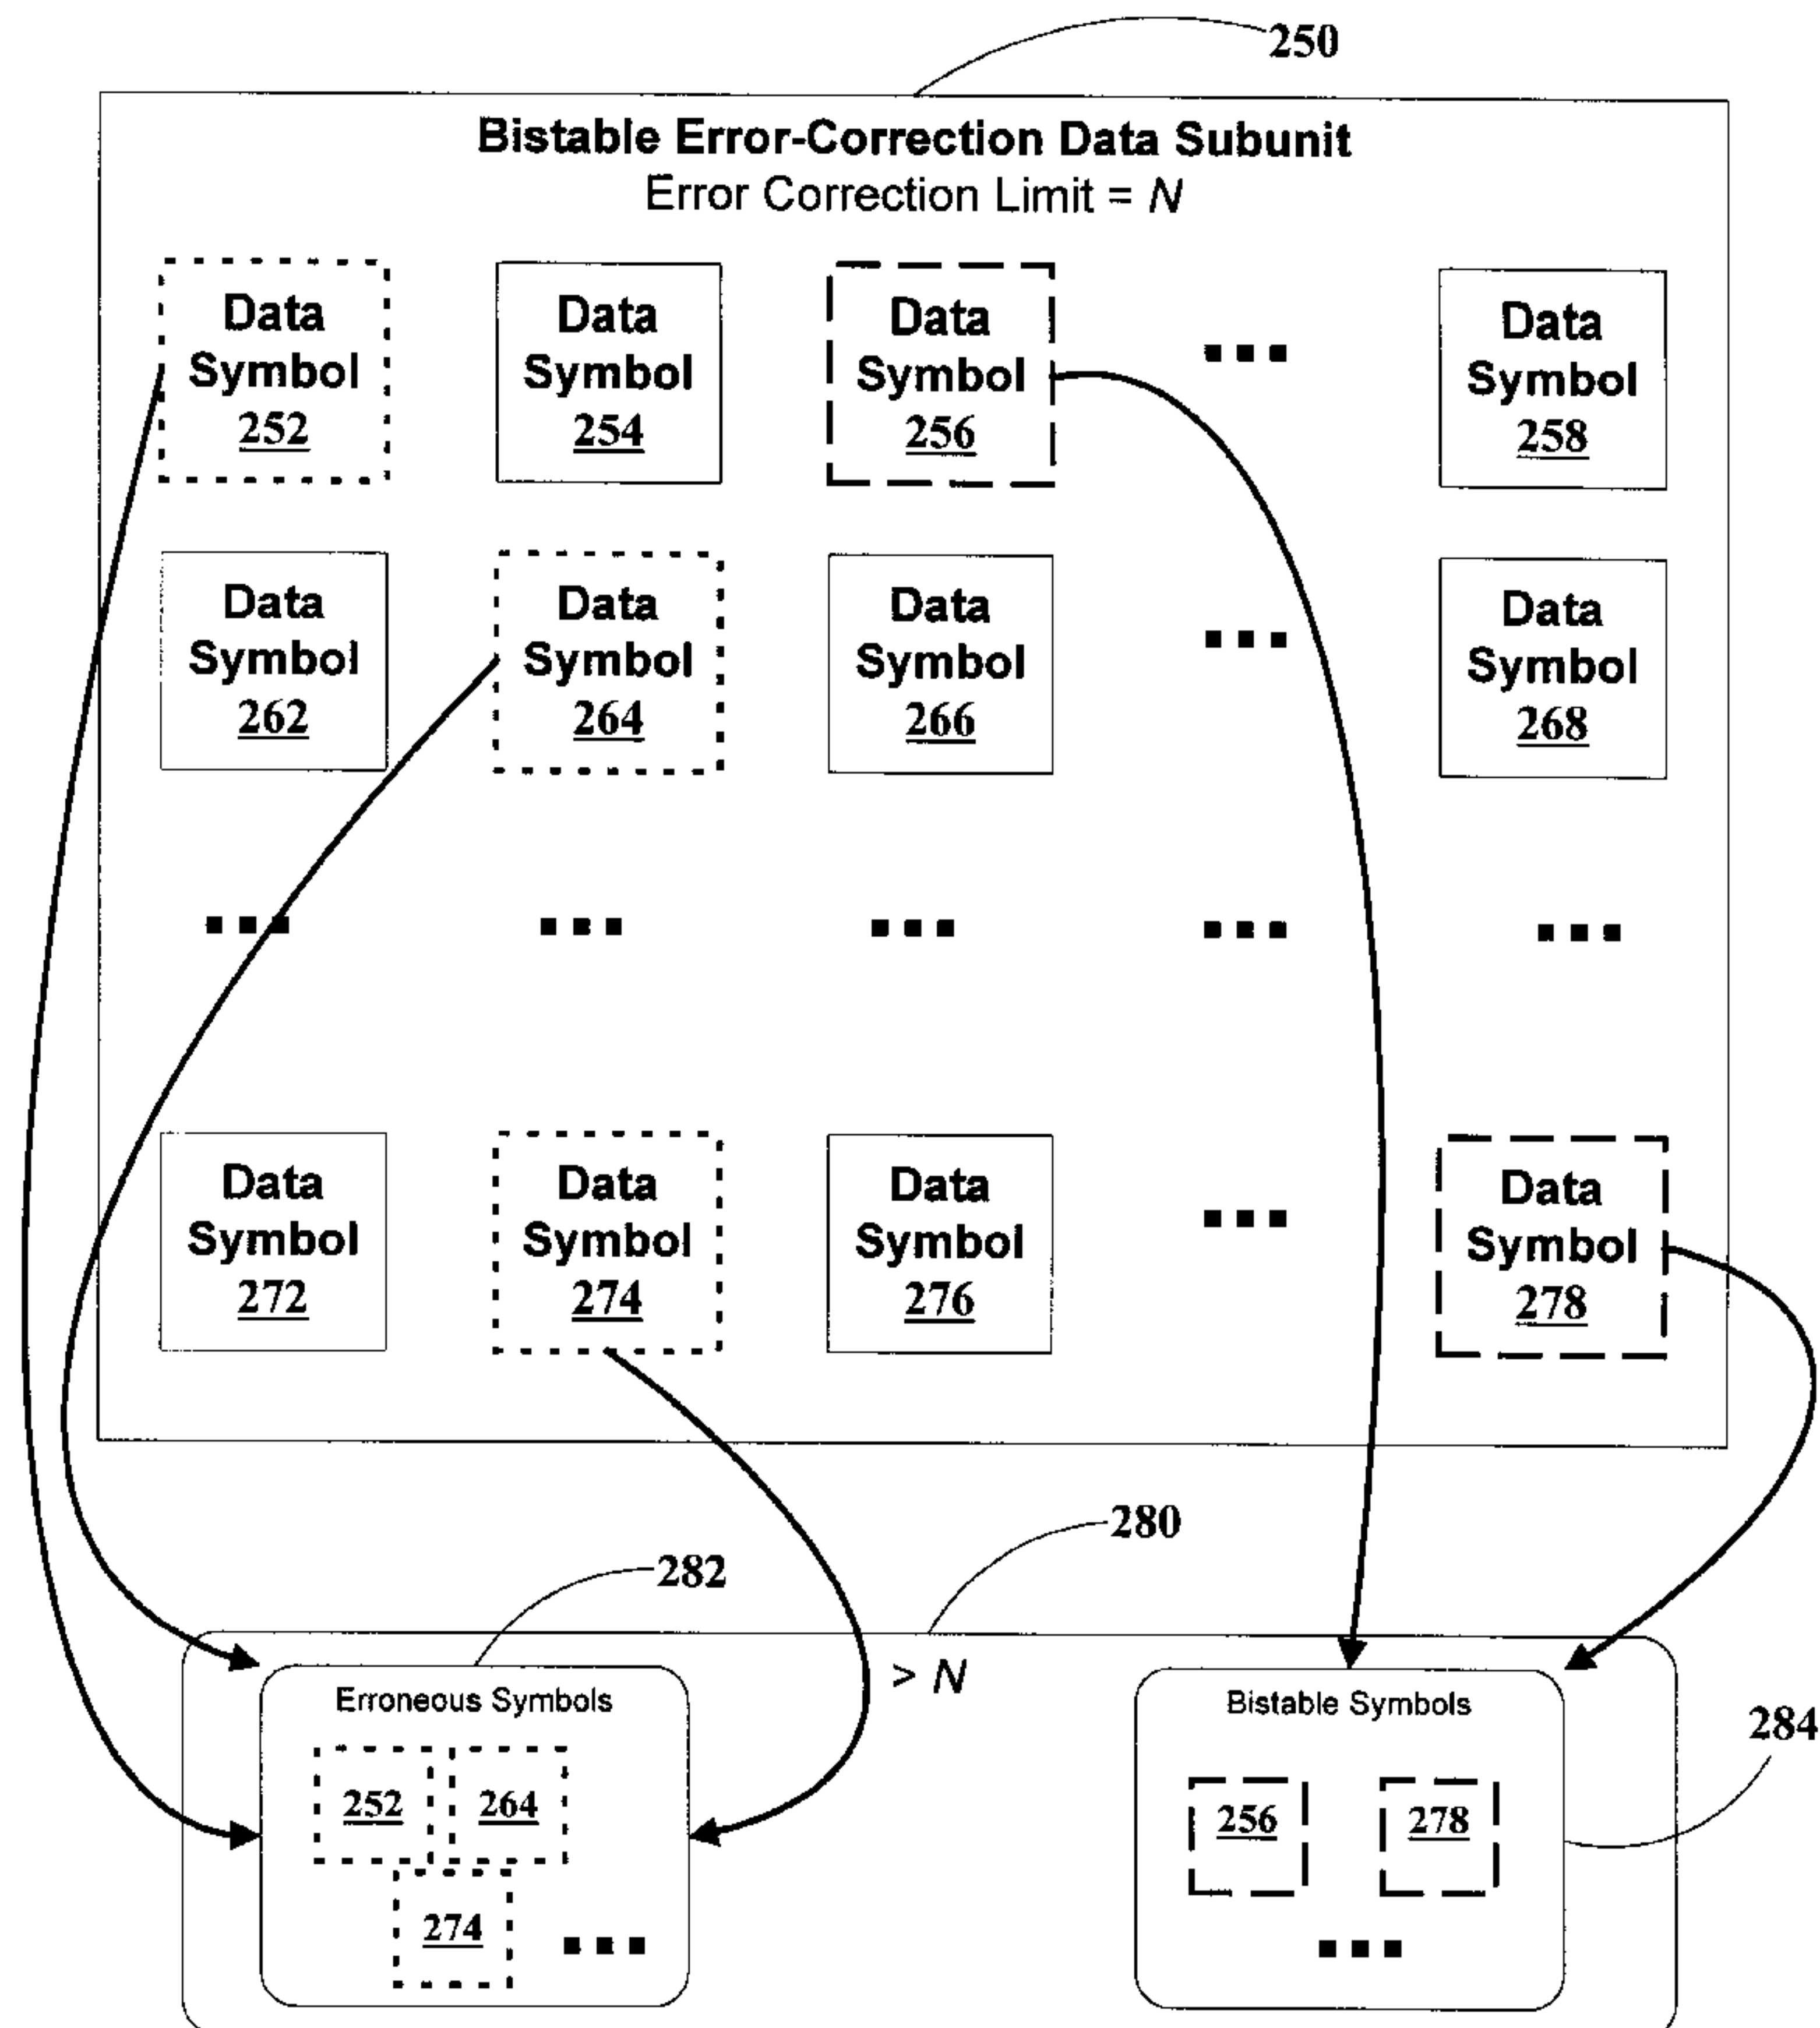 250
Bistable Error-Correction Data Subunit
Error Correction Limit = N
Data Symbol 252
Data Symbol 254
Data Symbol 256
...
Data Symbol 258
Data Symbol 262
Data Symbol 264
Data Symbol 266
...
Data Symbol 268
... ... ... ... ...
Data Symbol 272
Data Symbol 274
Data Symbol 276
...
Data Symbol 278
280
282
> N
Erroneous Symbols
Bistable Symbols
284
252 264
256 278
274 ...
...